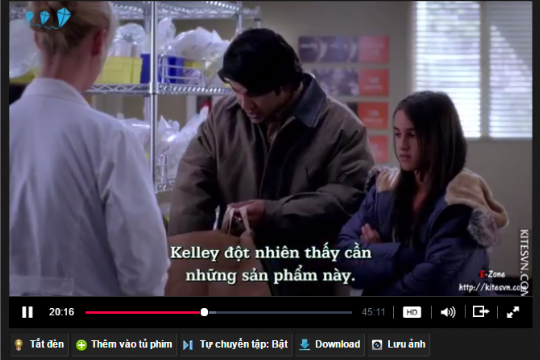 KITESVN.COM
Kelley đột nhiên thấy cần
những sản phẩm này.
E-Zone
http://kitesvn.com
20:16
45:11
HD
Tắt đèn
Thêm vào tủ phim
Tự chuyển tập: Bật
Download
Lưu ảnh